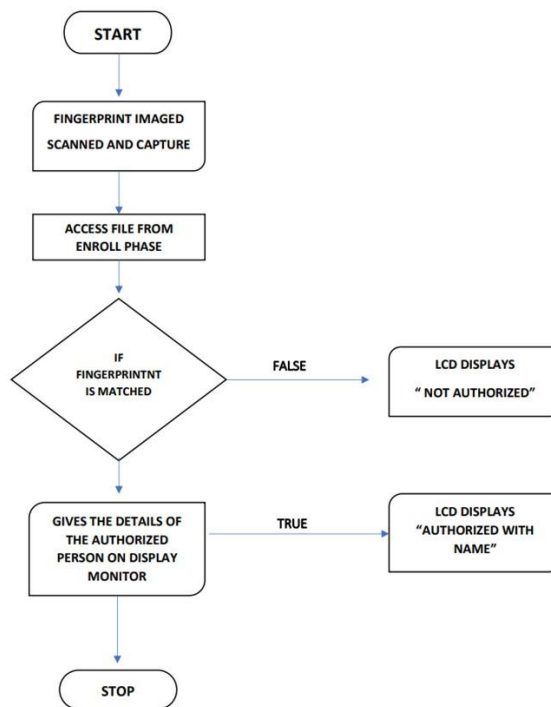 START
FINGERPRINT IMAGED
SCANNED AND CAPTURE
ACCESS FILE FROM
ENROLL PHASE
IF
FINGERPRINTNT
IS MATCHED
FALSE
LCD DISPLAYS
“ NOT AUTHORIZED”
GIVES THE DETAILS OF
THE AUTHORIZED
PERSON ON DISPLAY
MONITOR
TRUE
LCD DISPLAYS
“AUTHORIZED WITH
NAME”
STOP